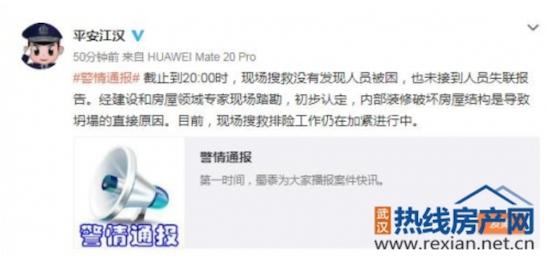 平安江汉
50分钟前 来自 HUAWEI Mate 20 Pro
#警情通报# 截止到20:00时，现场搜救没有发现人员被困，也未接到人员失联报
告。经建设和房屋领域专家现场踏勘，初步认定，内部装修破坏房屋结构是导致
坍塌的直接原因。目前，现场搜救排险工作仍在加紧进行中。
警情通报
第一时间，蜀黍为大家播报案件快讯。
警情通报
武汉热线房产网
www.rexian.net.cn